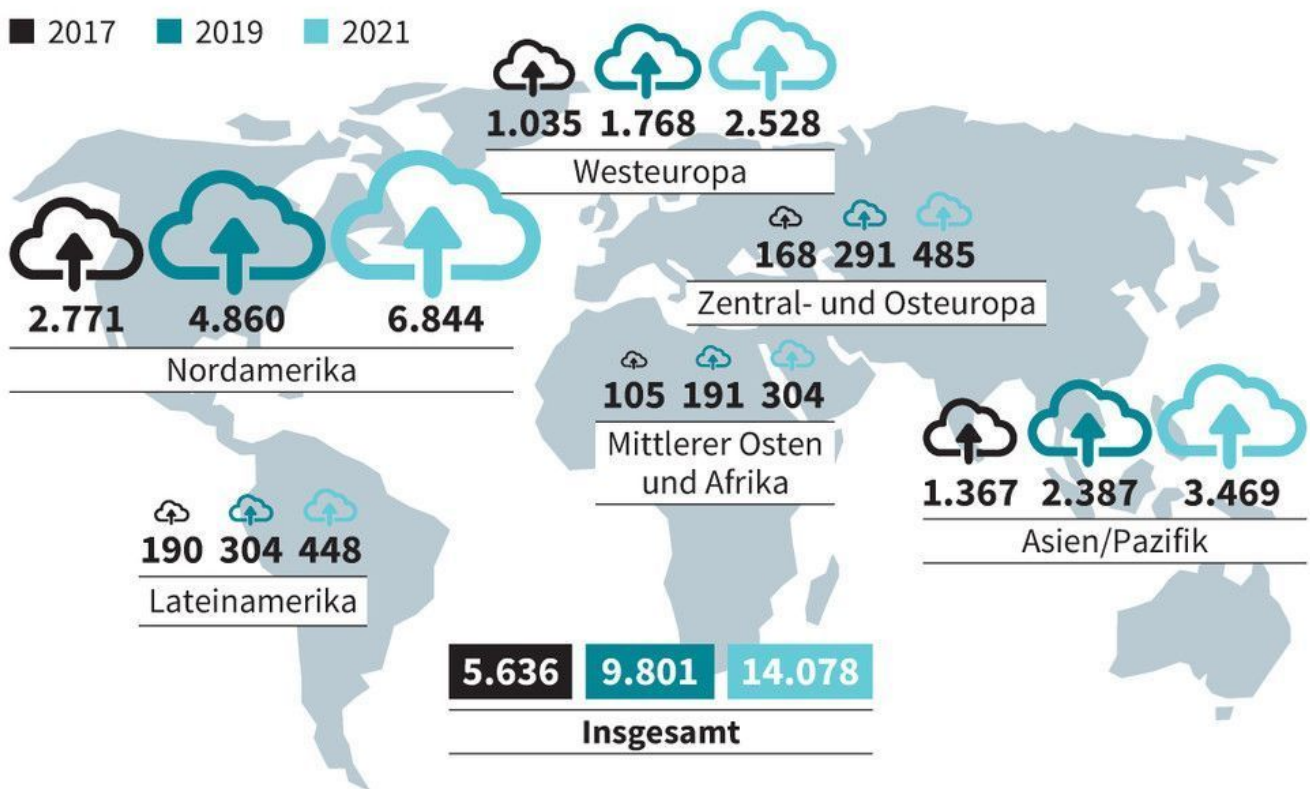 2017 2019 2021
1.035 1.768 2.528
Westeuropa
168 291 485
Zentral- und Osteuropa
2.771 4.860 6.844
Nordamerika
105 191 304
Mittlerer Osten
und Afrika
1.367 2.387 3.469
Asien/Pazifik
190 304 448
Lateinamerika
5.636 9.801 14.078
Insgesamt